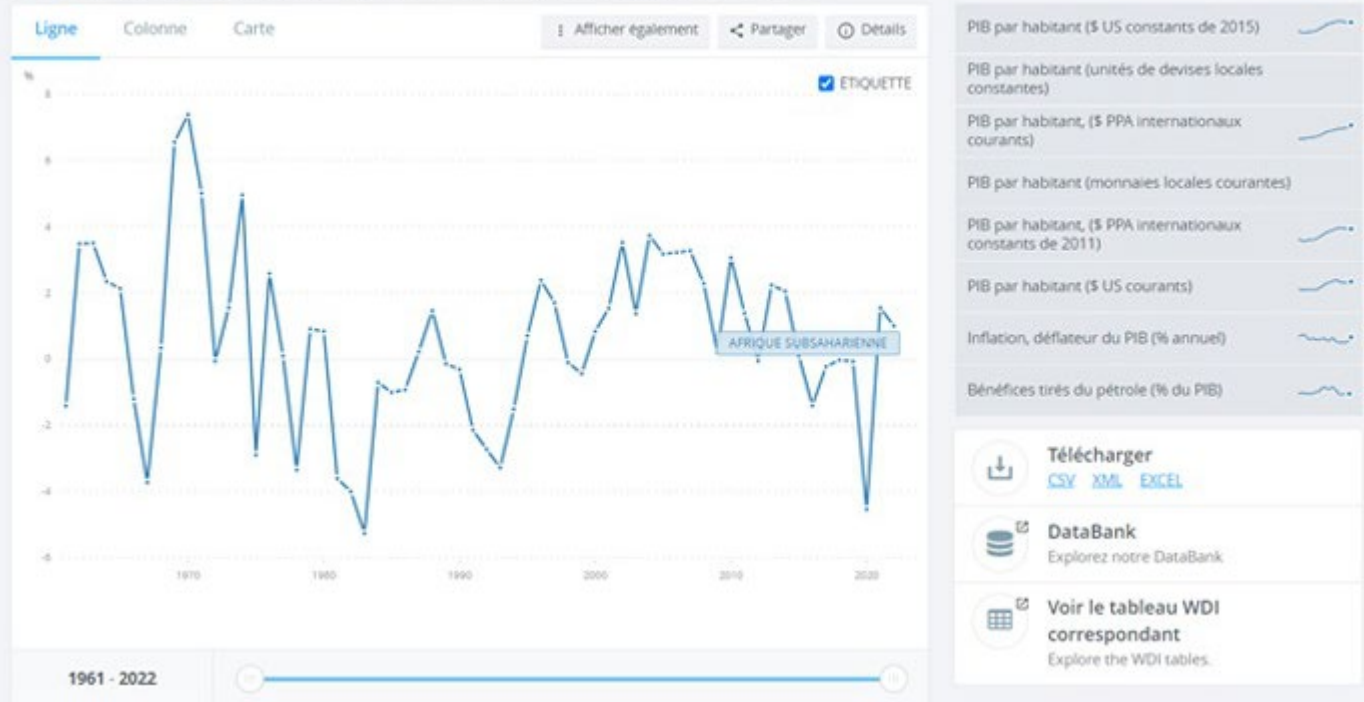 Ligne
Colonne
Carte
Afficher également
Partager
Détails
%
ETIQUETTE
8
6
4
2
0
-2
-4
-6
AFRIQUE SUBSAHARIENNE
1970
1980
1990
2000
2010
2020
1961 - 2022
PIB par habitant ($ US constants de 2015)
PIB par habitant (unités de devises locales
constantes)
PIB par habitant, ($ PPA internationaux
courants)
PIB par habitant (monnaies locales courantes)
PIB par habitant, ($ PPA internationaux
constants de 2011)
PIB par habitant ($ US courants)
Inflation, déflateur du PIB (% annuel)
Bénéfices tirés du pétrole (% du PIB)
Télécharger
CSV XML EXCEL
DataBank
Explorez notre DataBank
Voir le tableau WDI
correspondant
Explore the WDI tables.